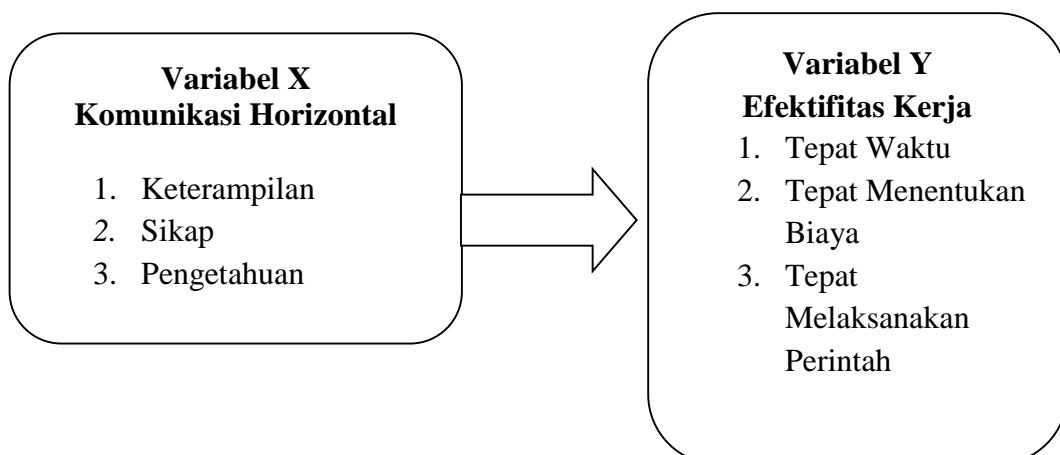 Variabel X
Komunikasi Horizontal
1. Keterampilan
2. Sikap
3. Pengetahuan
Variabel Y
Efektifitas Kerja
1. Tepat Waktu
2. Tepat Menentukan
Biaya
3. Tepat
Melaksanakan
Perintah